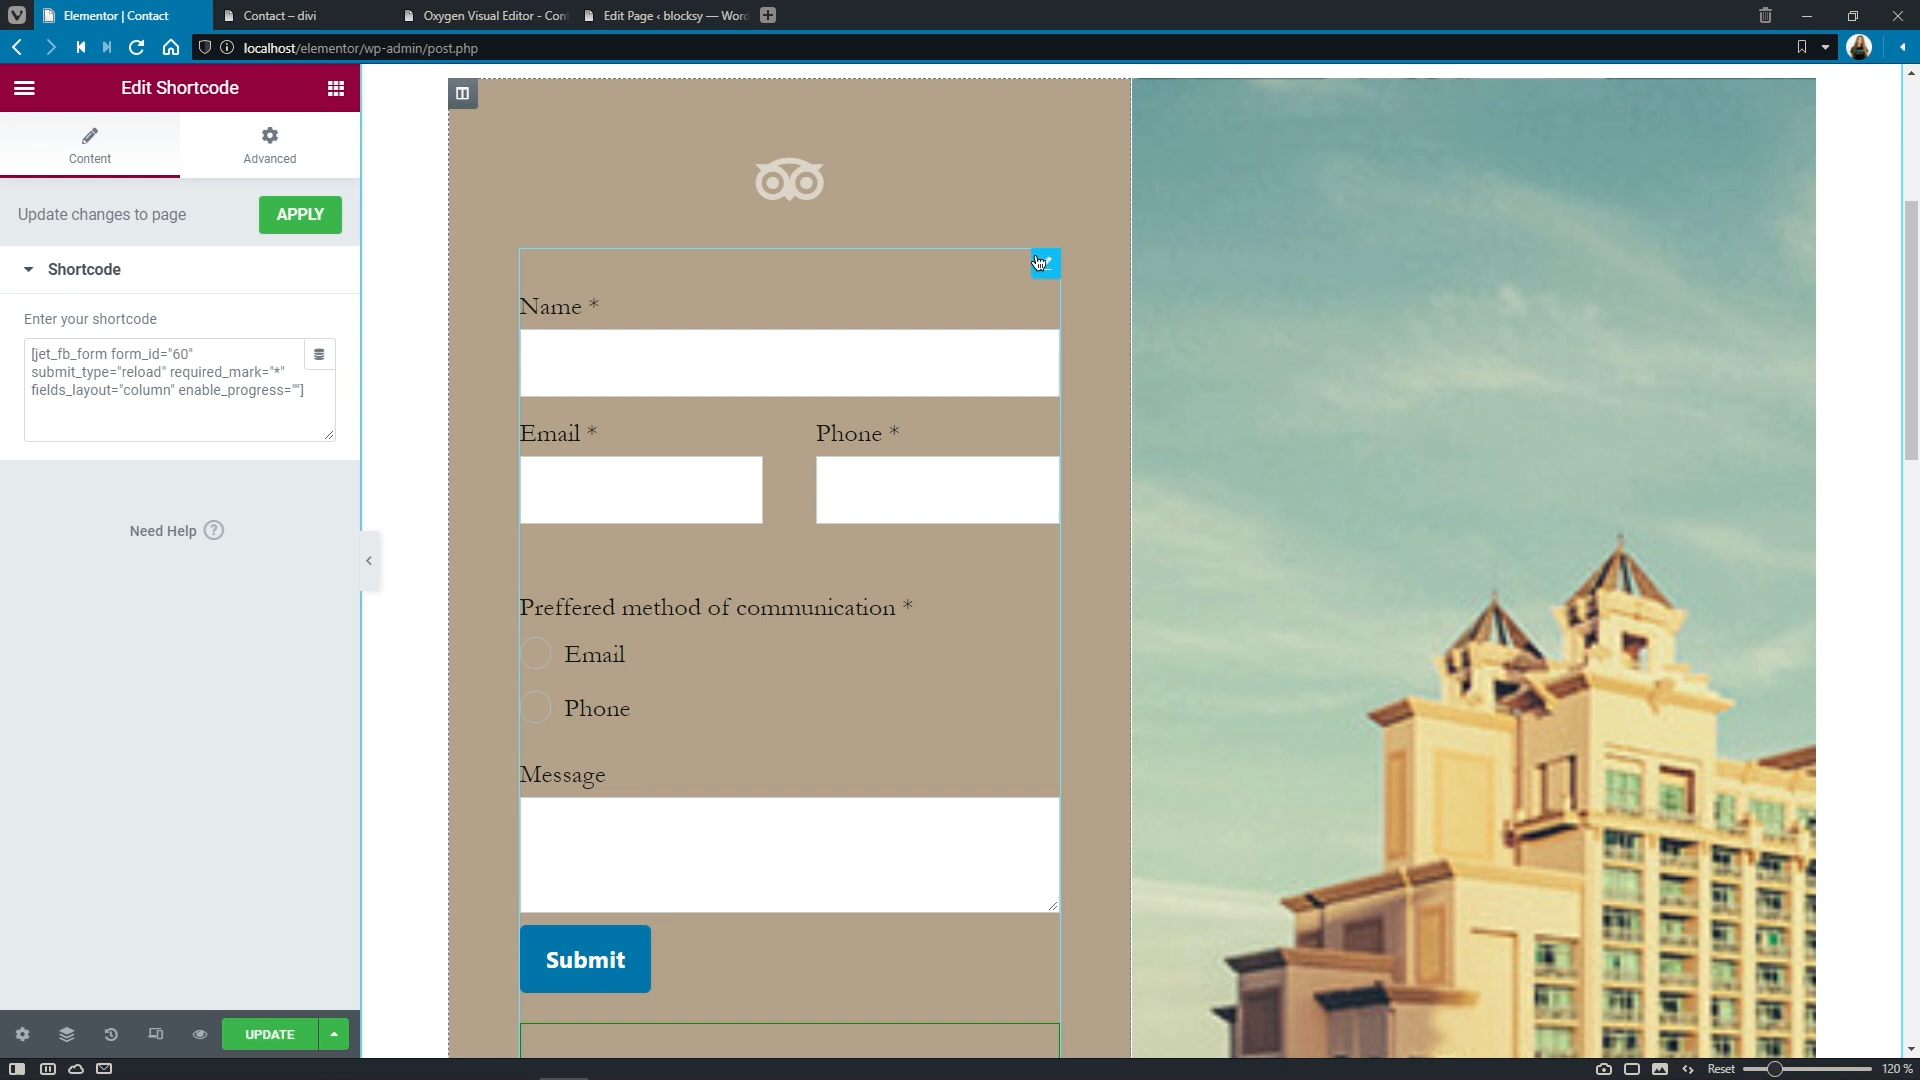 Elementor | Contact
Contact – divi
Oxygen Visual Editor - Cont
Edit Page ‹ blocksy — Word
localhost/elementor/wp-admin/post.php
Edit Shortcode
Content
Advanced
Update changes to page
APPLY
Shortcode
Enter your shortcode
[jet_fb_form form_id="60"
submit_type="reload" required_mark="*"
fields_layout="column" enable_progress=""]
Need Help ?
UPDATE
Name *
Email *
Phone *
Preffered method of communication *
Email
Phone
Message
Submit
Reset
120 %